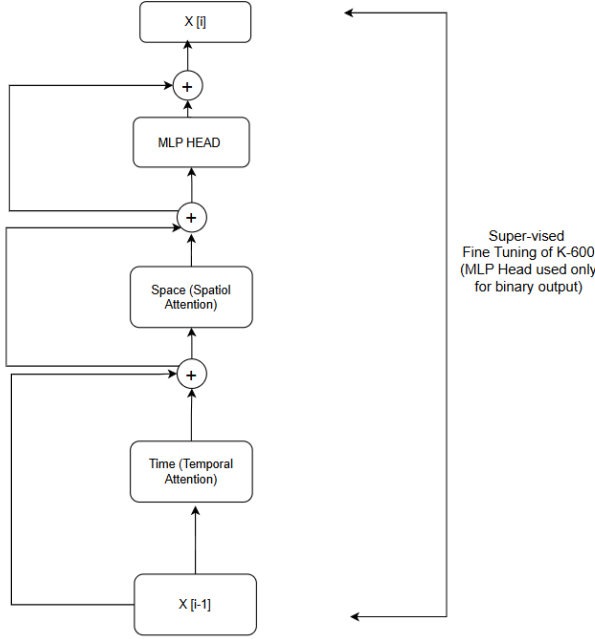 X [i]
+
MLP HEAD
+
Space (Spatiol
Attention)
+
Time (Temporal
Attention)
X [i-1]
Super-vised
Fine Tuning of K-600
(MLP Head used only
for binary output)